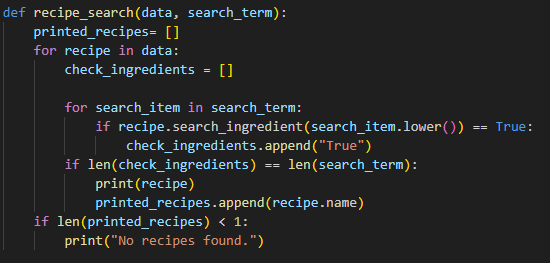 def recipe_search(data, search_term):
    printed_recipes= []
    for recipe in data:
        check_ingredients = []

        for search_item in search_term:
            if recipe.search_ingredient(search_item.lower()) == True:
                check_ingredients.append("True")
        if len(check_ingredients) == len(search_term):
            print(recipe)
            printed_recipes.append(recipe.name)
    if len(printed_recipes) < 1:
        print("No recipes found.")